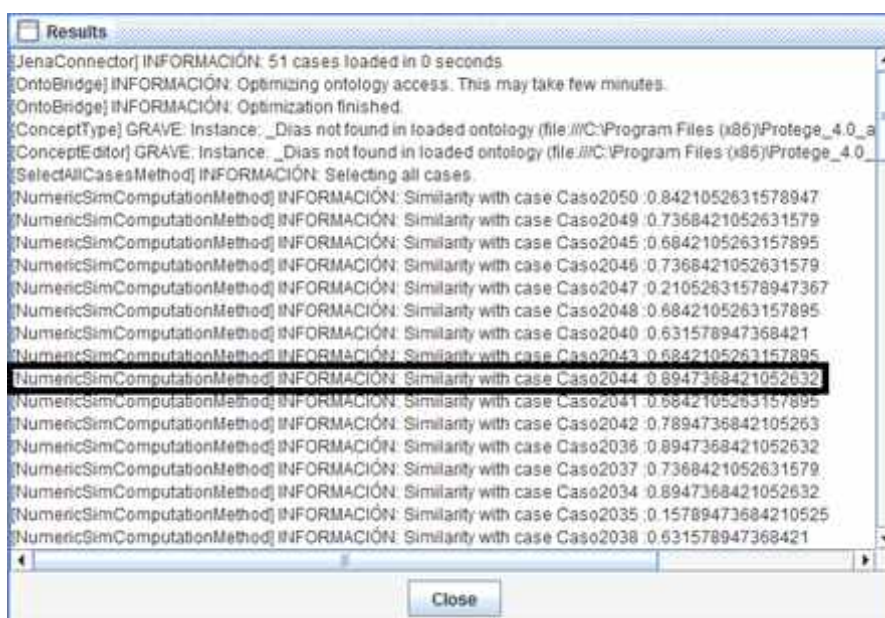 Results
[JenaConnector] INFORMACIÓN: 51 cases loaded in 0 seconds
[OntoBridge] INFORMACIÓN: Optimizing ontology access. This may take few minutes.
[OntoBridge] INFORMACIÓN: Optimization finished.
[ConceptType] GRAVE: Instance: _Dias not found in loaded ontology (file:///C:\Program Files (x86)\Protege_4.0_a
[ConceptEditor] GRAVE: Instance: _Dias not found in loaded ontology (file:///C:\Program Files (x86)\Protege_4.0_
[SelectAllCasesMethod] INFORMACIÓN: Selecting all cases
[NumericSimComputationMethod] INFORMACIÓN: Similarity with case Caso2050 :0.8421052631578947
[NumericSimComputationMethod] INFORMACIÓN: Similarity with case Caso2049 :0.7368421052631579
[NumericSimComputationMethod] INFORMACIÓN: Similarity with case Caso2045 :0.6842105263157895
[NumericSimComputationMethod] INFORMACIÓN: Similarity with case Caso2046 :0.7368421052631579
[NumericSimComputationMethod] INFORMACIÓN: Similarity with case Caso2047 :0.21052631578947367
[NumericSimComputationMethod] INFORMACIÓN: Similarity with case Caso2048 :0.6842105263157895
[NumericSimComputationMethod] INFORMACIÓN: Similarity with case Caso2040 :0.631578947368421
[NumericSimComputationMethod] INFORMACIÓN: Similarity with case Caso2043 :0.6842105263157895
[NumericSimComputationMethod] INFORMACIÓN: Similarity with case Caso2044 :0.8947368421052632
[NumericSimComputationMethod] INFORMACIÓN: Similarity with case Caso2041 :0.6842105263157895
[NumericSimComputationMethod] INFORMACIÓN: Similarity with case Caso2042 :0.789473684210526​3
[NumericSimComputationMethod] INFORMACIÓN: Similarity with case Caso2036 :0.8947368421052632
[NumericSimComputationMethod] INFORMACIÓN: Similarity with case Caso2037 :0.7368421052631579
[NumericSimComputationMethod] INFORMACIÓN: Similarity with case Caso2034 :0.8947368421052632
[NumericSimComputationMethod] INFORMACIÓN: Similarity with case Caso2035 :0.15789473684210525
[NumericSimComputationMethod] INFORMACIÓN: Similarity with case Caso2038 :0.631578947368421
Close